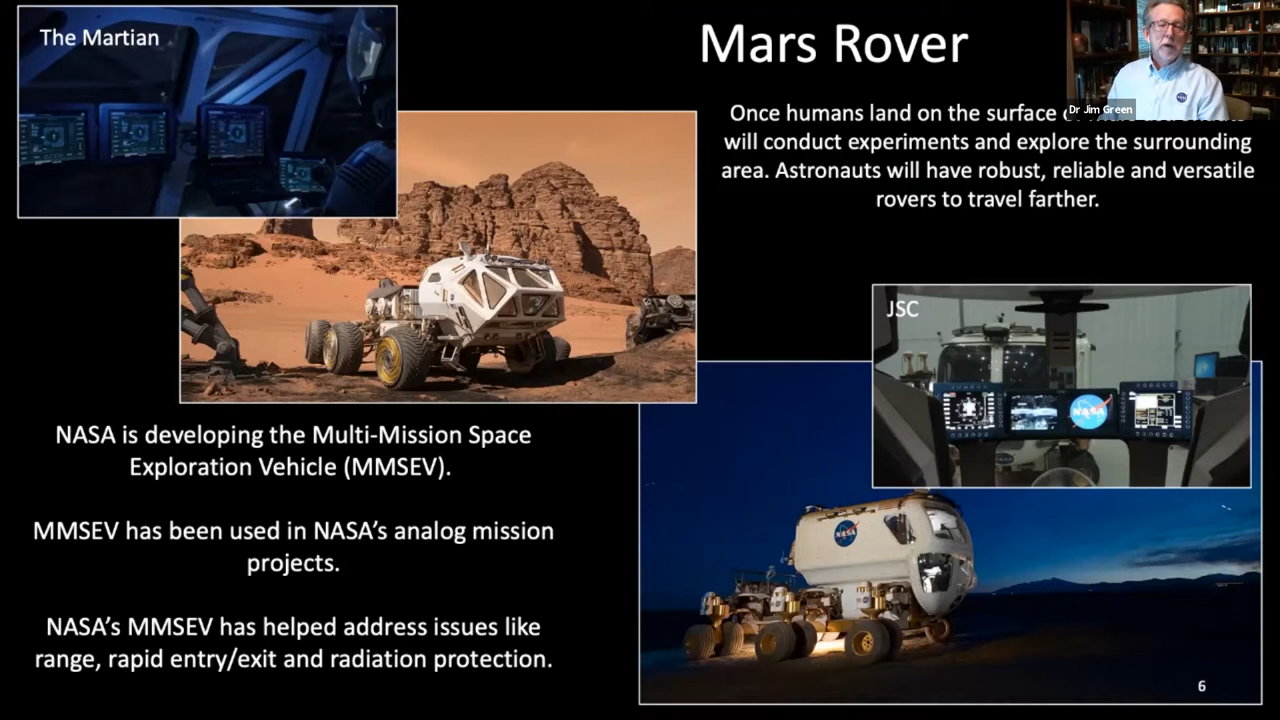 The Martian
Mars Rover
Dr Jim Green
Once humans land on the surface
will conduct experiments and explore the surrounding
area. Astronauts will have robust, reliable and versatile
rovers to travel farther.
JSC
NASA
NASA is developing the Multi-Mission Space
Exploration Vehicle (MMSEV).
MMSEV has been used in NASA's analog mission
projects.
NASA's MMSEV has helped address issues like
range, rapid entry/exit and radiation protection.
NASA
6